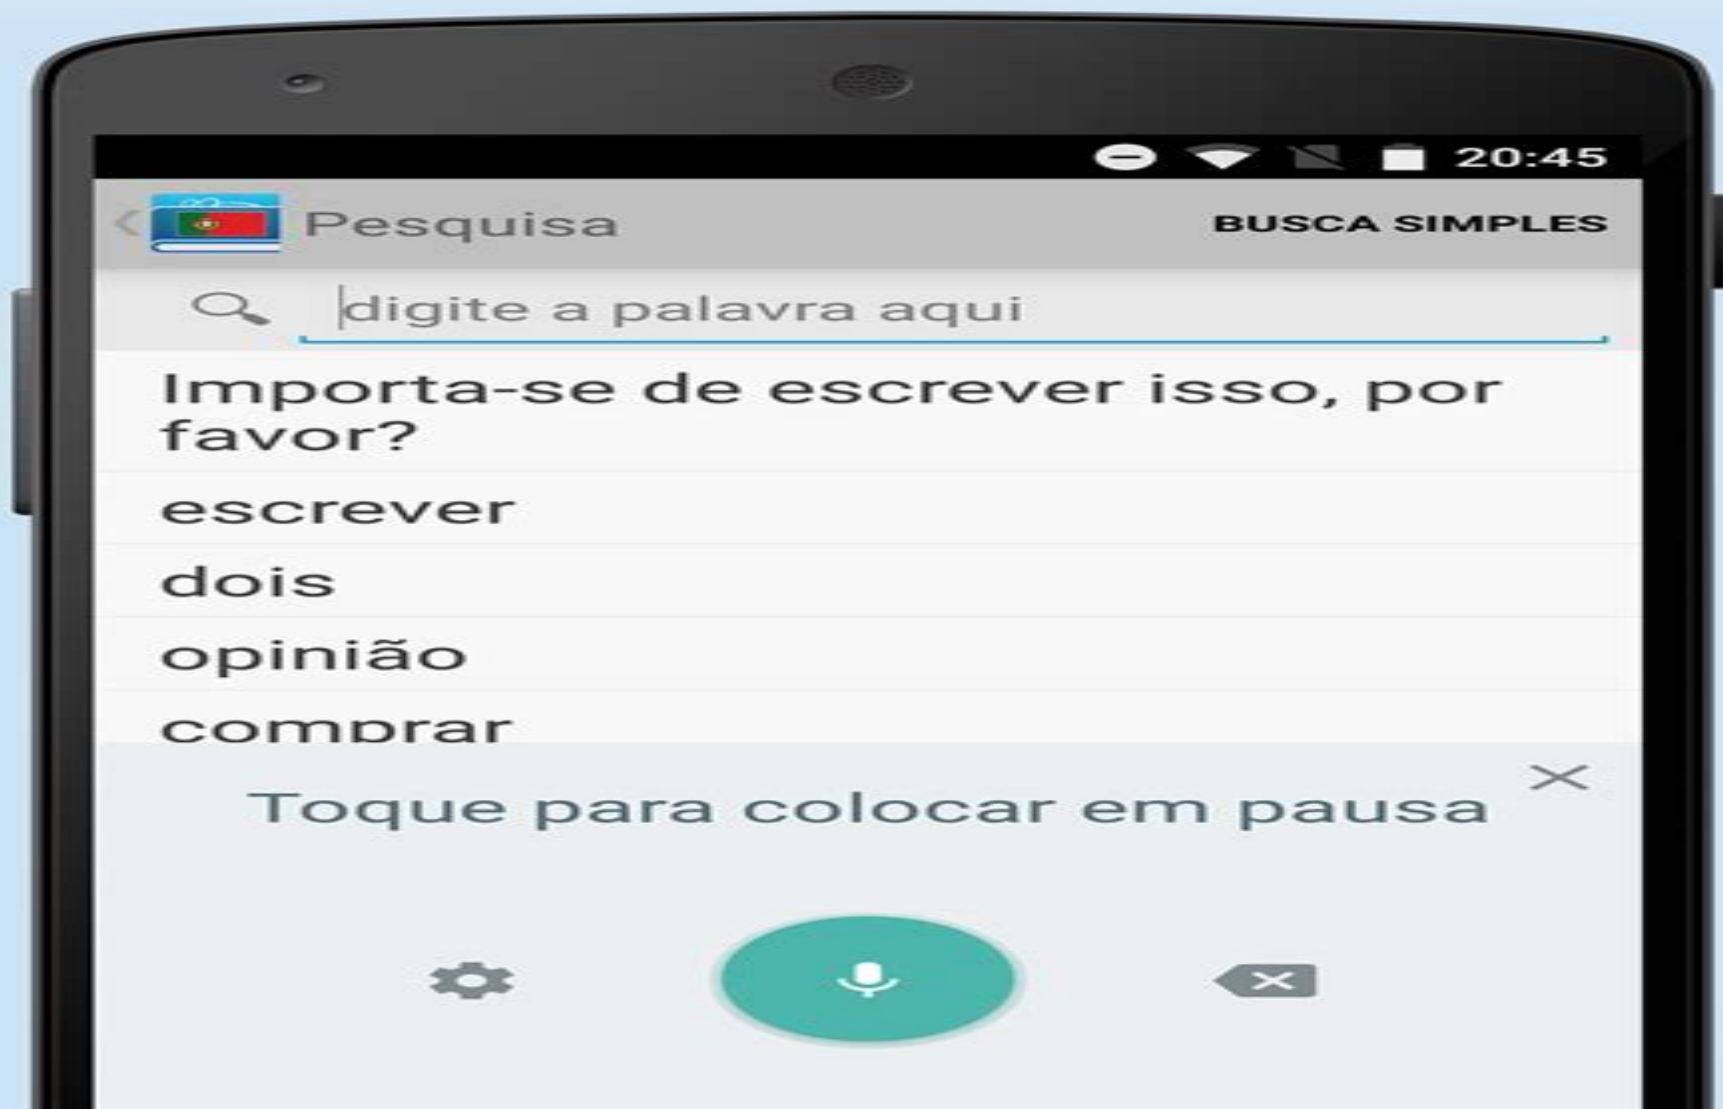 20:45
Pesquisa BUSCA SIMPLES
digite a palavra aqui
Importa-se de escrever isso, por
favor?
escrever
dois
opinião
comprar
Toque para colocar em pausa